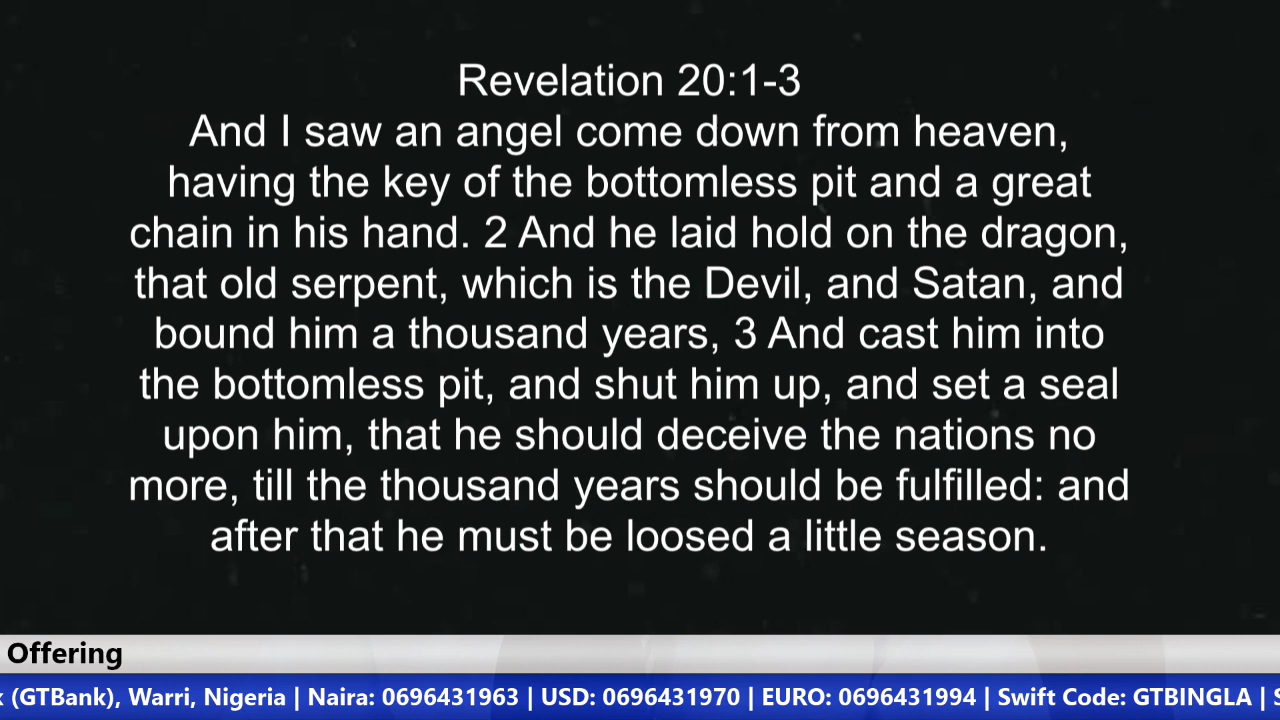 Revelation 20:1-3
And I saw an angel come down from heaven,
having the key of the bottomless pit and a great
chain in his hand. 2 And he laid hold on the dragon,
that old serpent, which is the Devil, and Satan, and
bound him a thousand years, 3 And cast him into
the bottomless pit, and shut him up, and set a seal
upon him, that he should deceive the nations no
more, till the thousand years should be fulfilled: and
after that he must be loosed a little season.
Offering
(GTBank), Warri, Nigeria | Naira: 0696431963 | USD: 0696431970 | EURO: 0696431994 | Swift Code: GTBINGLA |